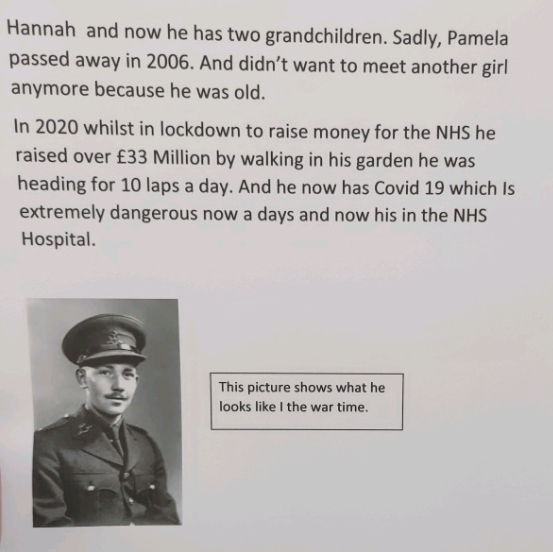 Hannah  and now he has two grandchildren. Sadly, Pamela
passed away in 2006. And didn't want to meet another girl
anymore because he was old.
In 2020 whilst in lockdown to raise money for the NHS he
raised over £33 Million by walking in his garden he was
heading for 10 laps a day. And he now has Covid 19 which Is
extremely dangerous now a days and now his in the NHS
Hospital.
This picture shows what he
looks like I the war time.